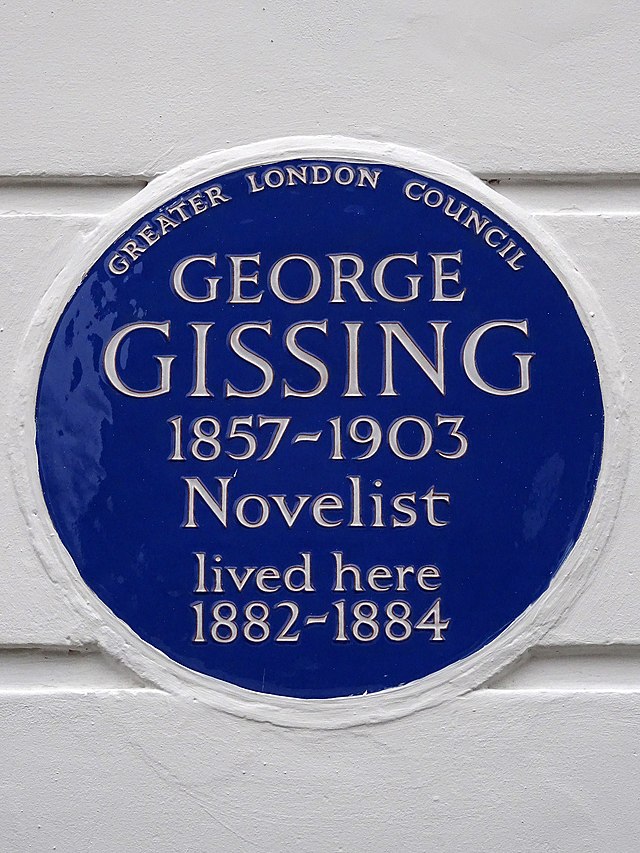 GREATER LONDON COUNCIL
GEORGE
GISSING
1857-1903
Novelist
lived here
1882-1884